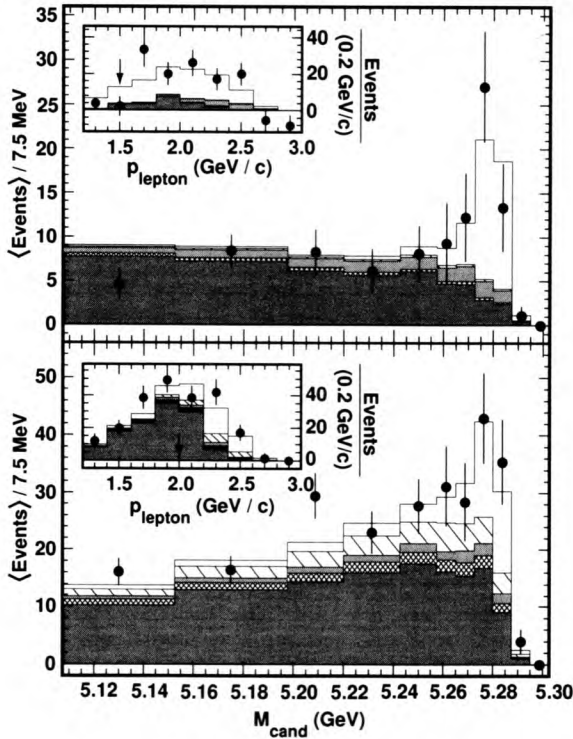 35
30
25
20
15
10
5
0
⟨Events⟩ / 7.5 MeV
40
20
0
Events
(0.2 GeV/c)
1.5 2.0 2.5 3.0
p_lepton (GeV / c)
50
40
30
20
10
0
⟨Events⟩ / 7.5 MeV
40
20
0
Events
(0.2 GeV/c)
1.5 2.0 2.5 3.0
p_lepton (GeV / c)
5.12 5.14 5.16 5.18 5.20 5.22 5.24 5.26 5.28 5.30
M_cand (GeV)